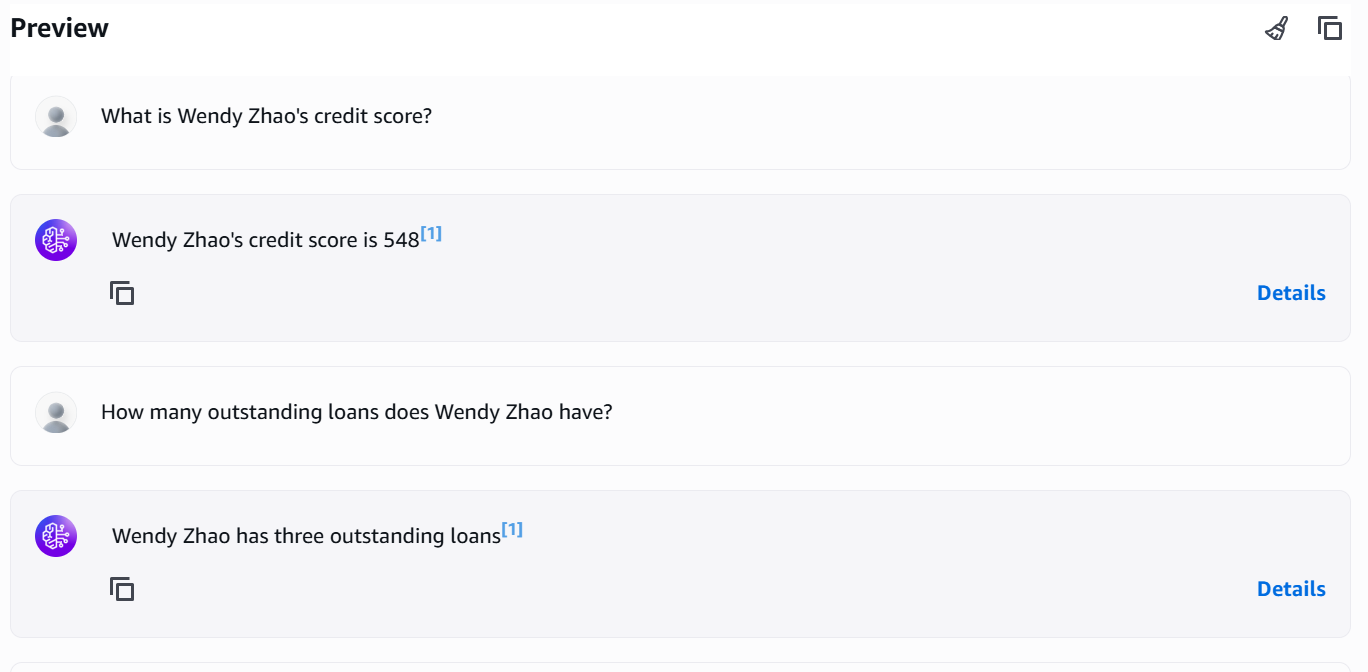 Preview
What is Wendy Zhao's credit score?
Wendy Zhao's credit score is 548[1]
Details
How many outstanding loans does Wendy Zhao have?
Wendy Zhao has three outstanding loans[1]
Details